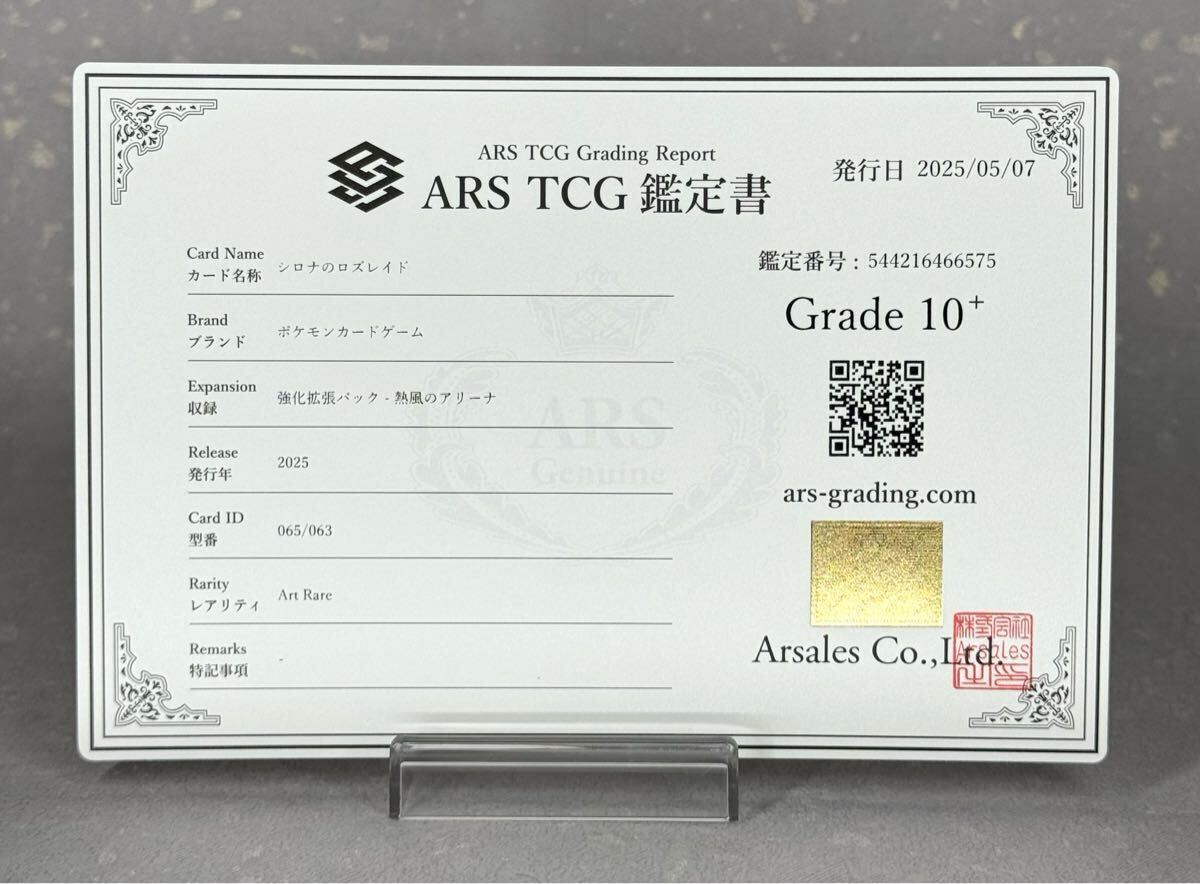 ARS TCG Grading Report
ARS TCG 鑑定書
発行日 2025/05/07
Card Name
カード名称 シロナのロズレイド
Brand
ブランド ポケモンカードゲーム
Expansion
収録 強化拡張パック - 熱風のアリーナ
Release
発行年 2025
Card ID
型番 065/063
Rarity
レアリティ Art Rare
Remarks
特記事項 -
ARS
Genuine
鑑定番号 : 544216466575
Grade 10+
ars-grading.com
Arsales Co.,Ltd.
株式会社
Arsales